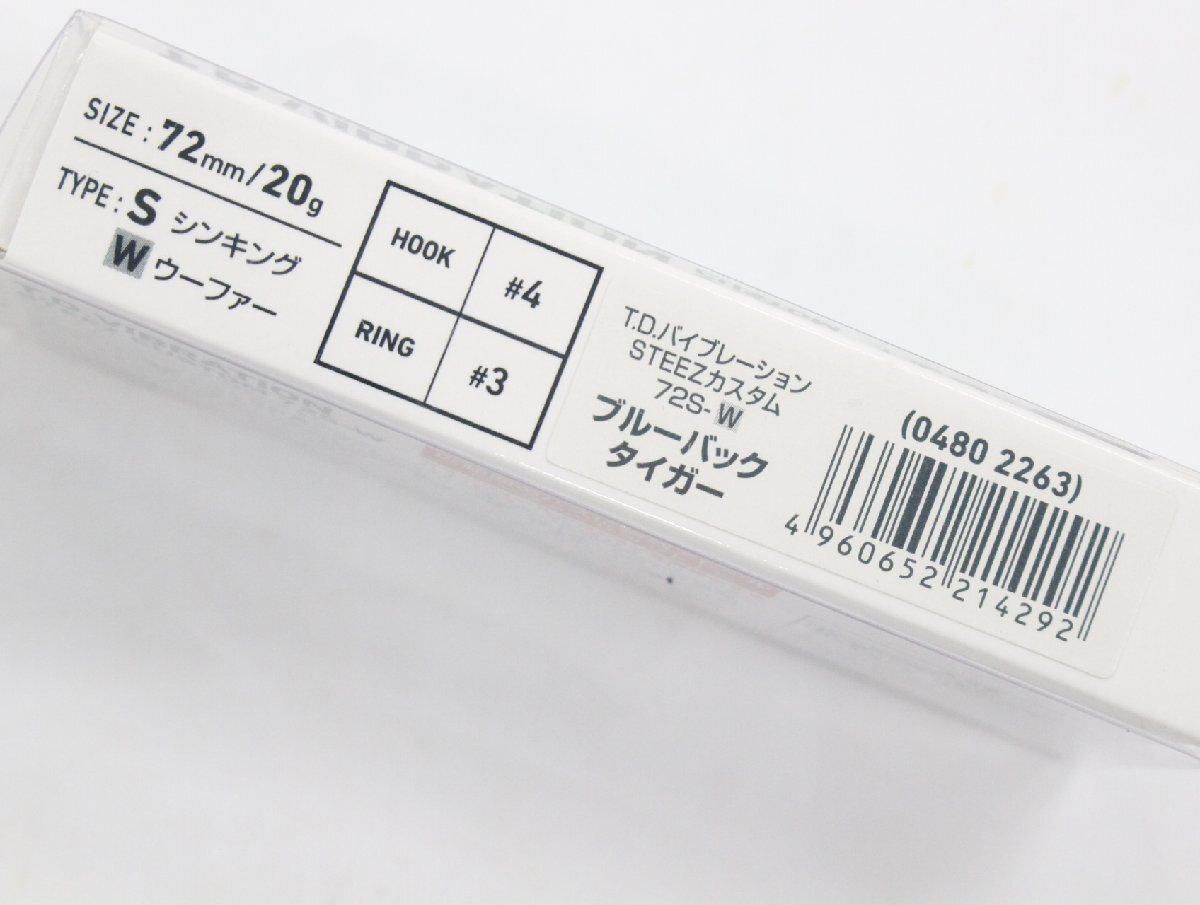 SIZE : 72mm/20g
TYPE : S シンキング
W ウーファー
HOOK #4
RING #3
T.D.バイブレーション
STEEZカスタム
72S-W
ブルーバック
タイガー
(0480 2263)
4 960652 214292